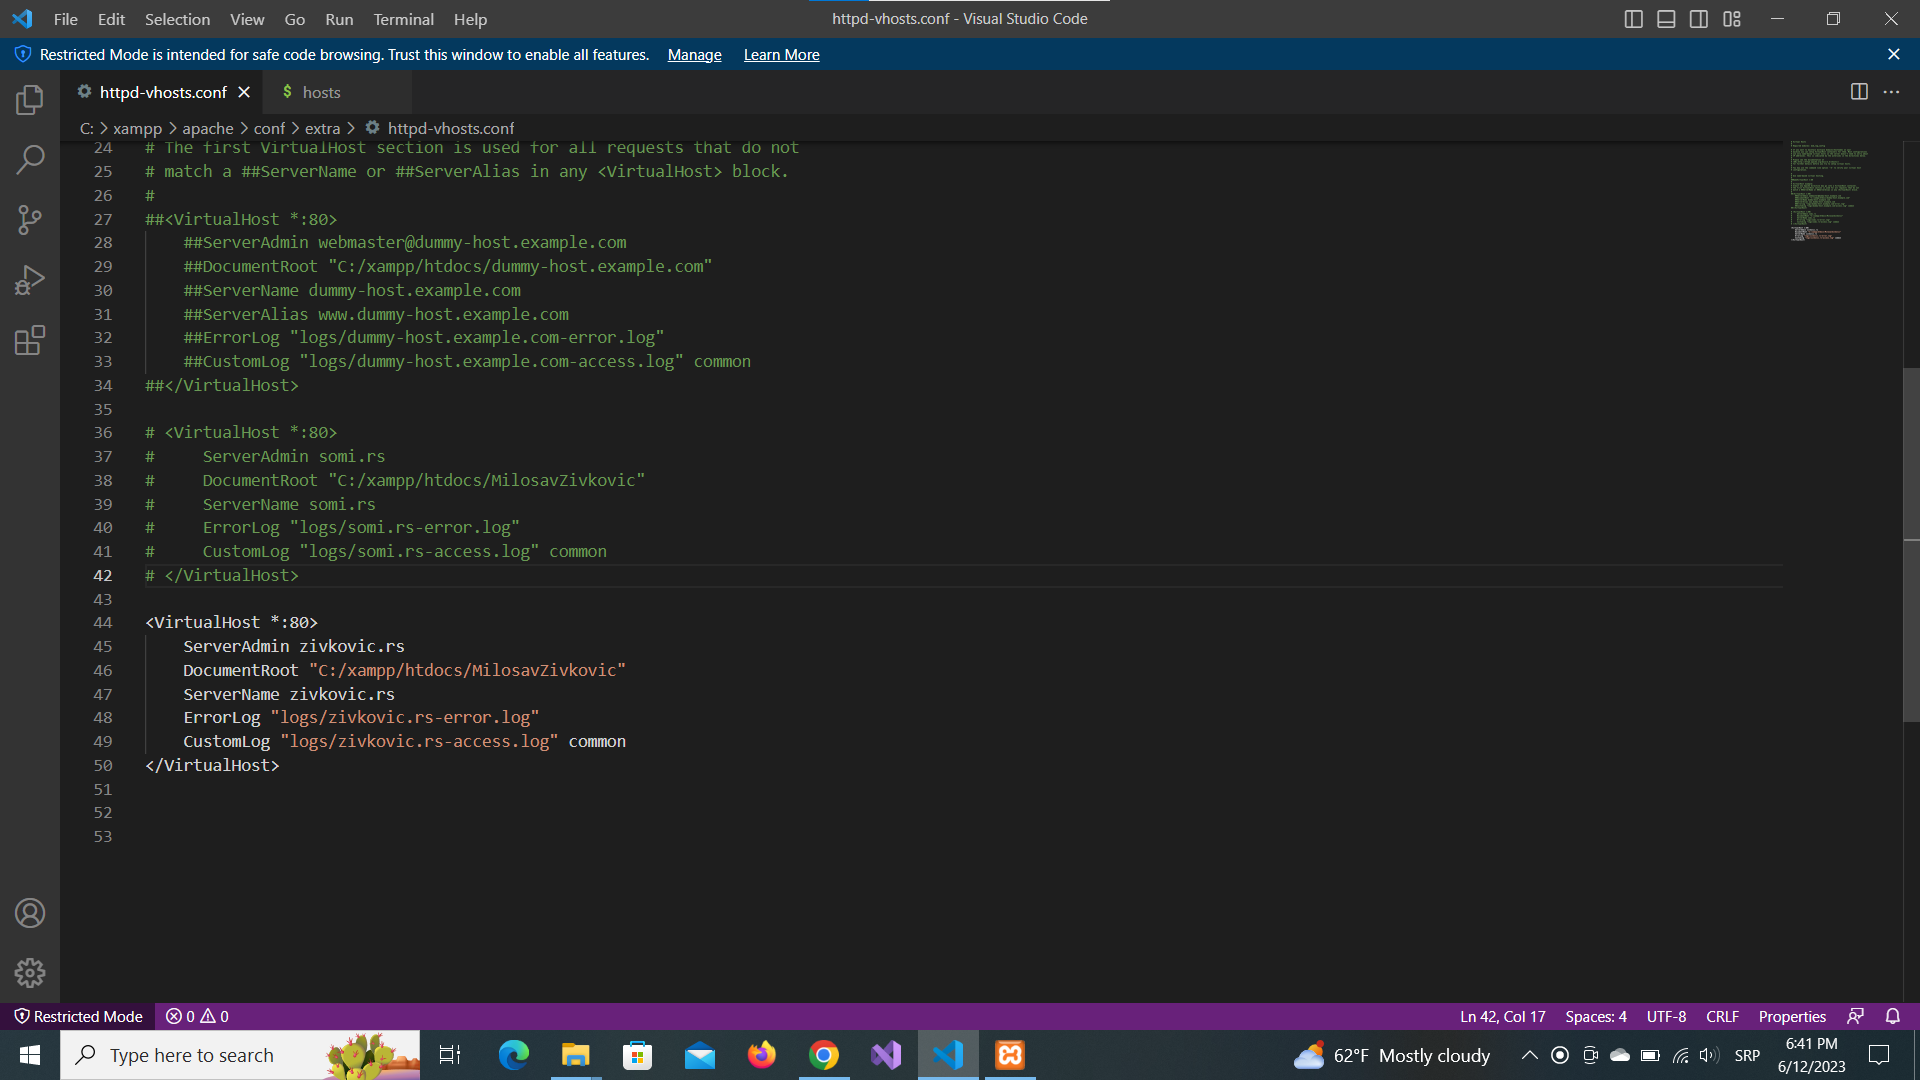 File Edit Selection View Go Run Terminal Help
httpd-vhosts.conf - Visual Studio Code
Restricted Mode is intended for safe code browsing. Trust this window to enable all features. Manage Learn More
httpd-vhosts.conf
$ hosts
C: > xampp > apache > conf > extra > httpd-vhosts.conf
24 # The first VirtualHost section is used for all requests that do not
25 # match a ##ServerName or ##ServerAlias in any <VirtualHost> block.
26 #
27 ##<VirtualHost *:80>
28 ##ServerAdmin webmaster@dummy-host.example.com
29 ##DocumentRoot "C:/xampp/htdocs/dummy-host.example.com"
30 ##ServerName dummy-host.example.com
31 ##ServerAlias www.dummy-host.example.com
32 ##ErrorLog "logs/dummy-host.example.com-error.log"
33 ##CustomLog "logs/dummy-host.example.com-access.log" common
34 ##</VirtualHost>
35
36 # <VirtualHost *:80>
37 # ServerAdmin somi.rs
38 # DocumentRoot "C:/xampp/htdocs/MilosavZivkovic"
39 # ServerName somi.rs
40 # ErrorLog "logs/somi.rs-error.log"
41 # CustomLog "logs/somi.rs-access.log" common
42 # </VirtualHost>
43
44 <VirtualHost *:80>
45 ServerAdmin zivkovic.rs
46 DocumentRoot "C:/xampp/htdocs/MilosavZivkovic"
47 ServerName zivkovic.rs
48 ErrorLog "logs/zivkovic.rs-error.log"
49 CustomLog "logs/zivkovic.rs-access.log" common
50 </VirtualHost>
51
52
53
Restricted Mode 0 0
Ln 42, Col 17 Spaces: 4 UTF-8 CRLF Properties
Type here to search
62°F Mostly cloudy
SRP
6:41 PM
6/12/2023